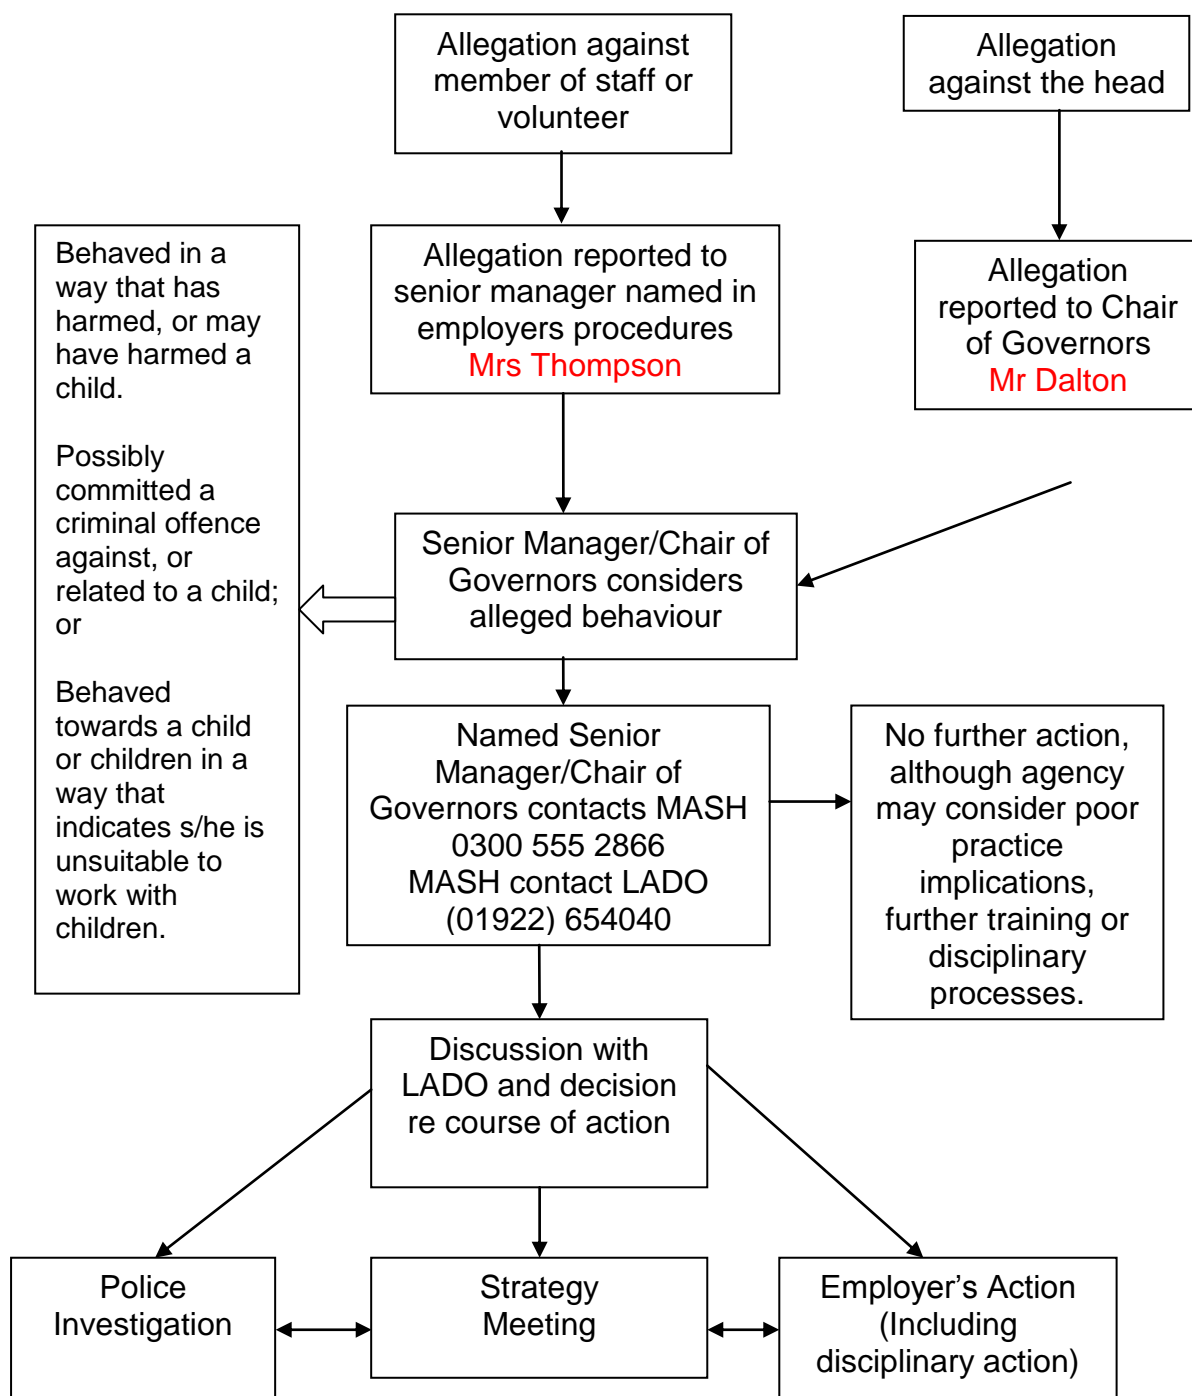 Allegation against
member of staff or
volunteer
Allegation
against the head
Behaved in a
way that has
harmed, or may
have harmed a
child.
Possibly
committed a
criminal offence
against, or
related to a child;
or
Behaved
towards a child
or children in a
way that
indicates s/he is
unsuitable to
work with
children.
Allegation reported to
senior manager named in
employers procedures
Mrs Thompson
Allegation
reported to Chair
of Governors
Mr Dalton
Senior Manager/Chair of
Governors considers
alleged behaviour
Named Senior
Manager/Chair of
Governors contacts MASH
0300 555 2866
MASH contact LADO
(01922) 654040
No further action,
although agency
may consider poor
practice
implications,
further training or
disciplinary
processes.
Discussion with
LADO and decision
re course of action
Police
Investigation
Strategy
Meeting
Employer’s Action
(Including
disciplinary action)